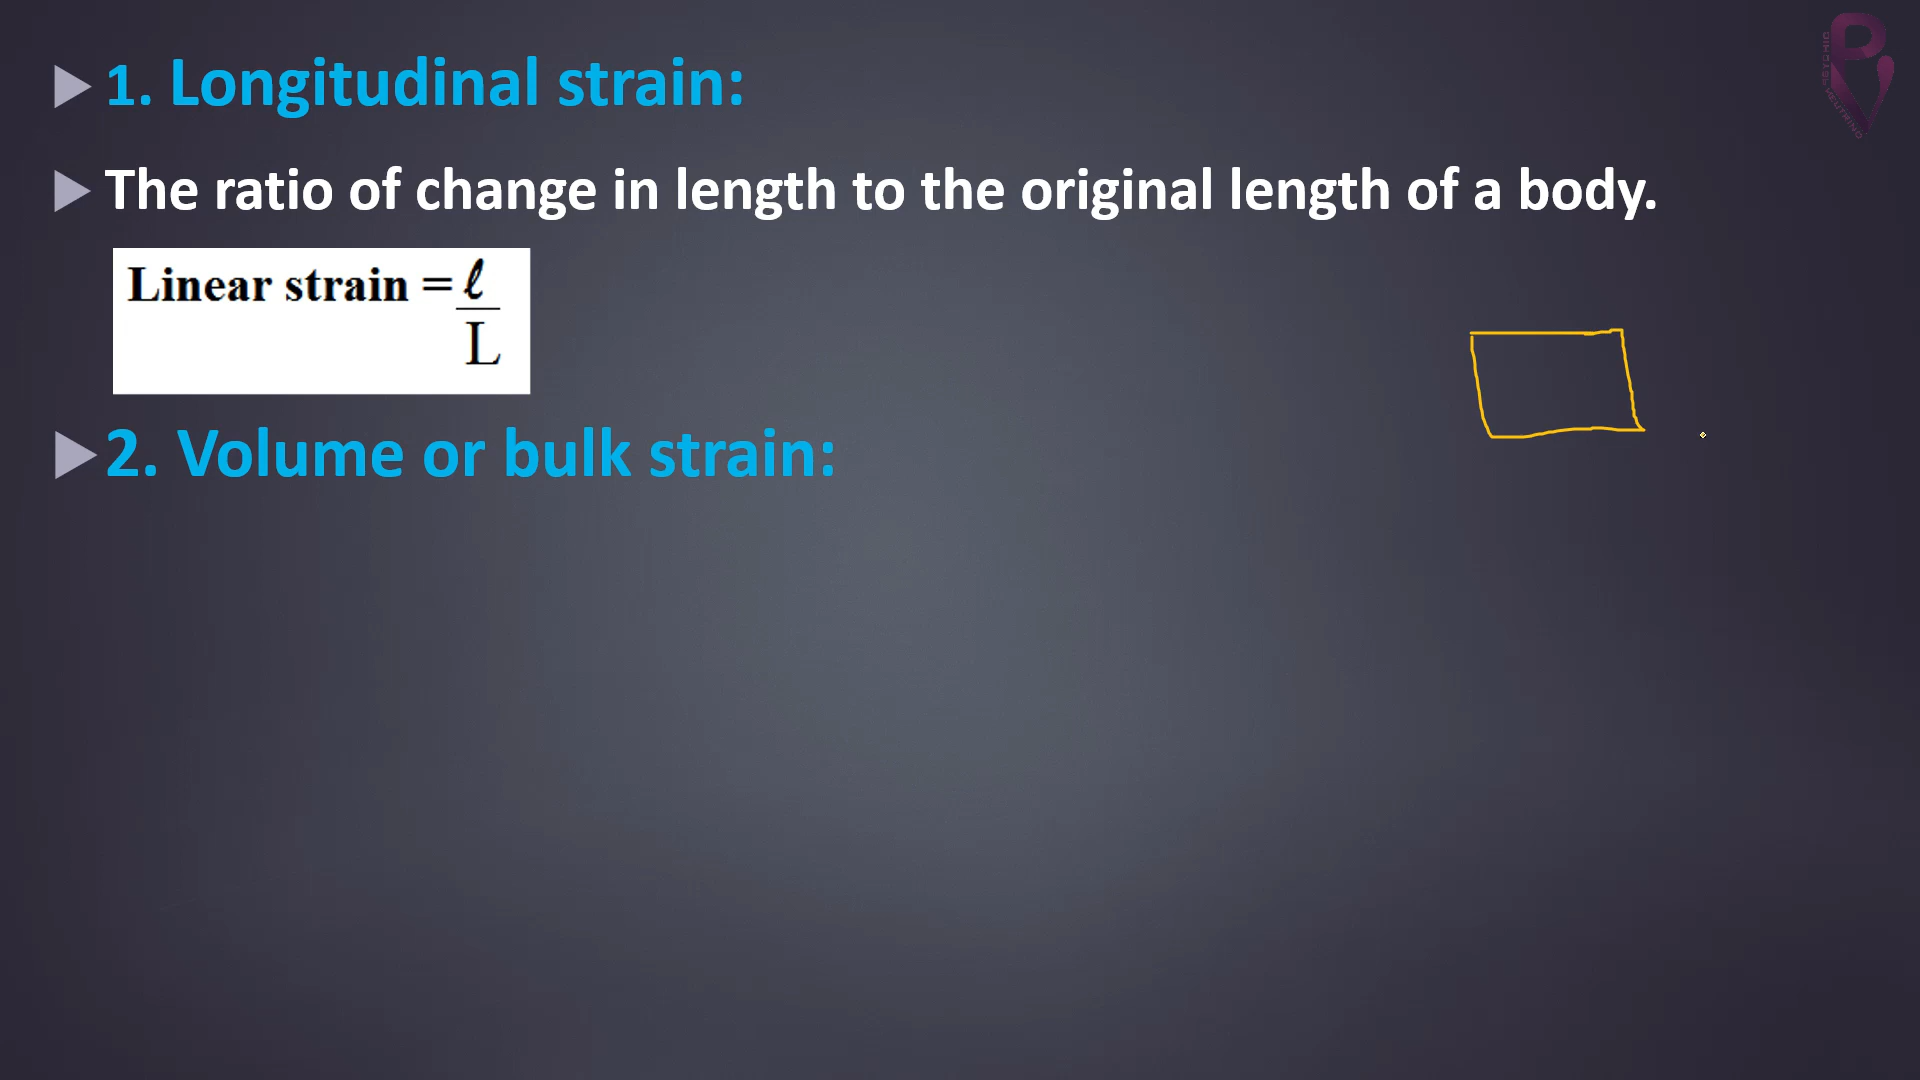 1. Longitudinal strain:
The ratio of change in length to the original length of a body.
Linear strain = ℓ
L
2. Volume or bulk strain: